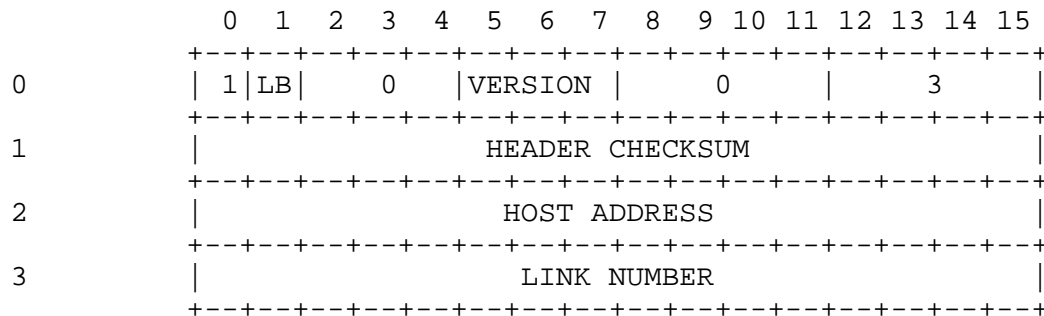 0 1 2 3 4 5 6 7 8 9 10 11 12 13 14 15
+--+--+--+--+--+--+--+--+--+--+--+--+--+--+--+--+
0 | 1|LB| 0 |VERSION | 0 | 3 |
+--+--+--+--+--+--+--+--+--+--+--+--+--+--+--+--+
1 | HEADER CHECKSUM |
+--+--+--+--+--+--+--+--+--+--+--+--+--+--+--+--+
2 | HOST ADDRESS |
+--+--+--+--+--+--+--+--+--+--+--+--+--+--+--+--+
3 | LINK NUMBER |
+--+--+--+--+--+--+--+--+--+--+--+--+--+--+--+--+